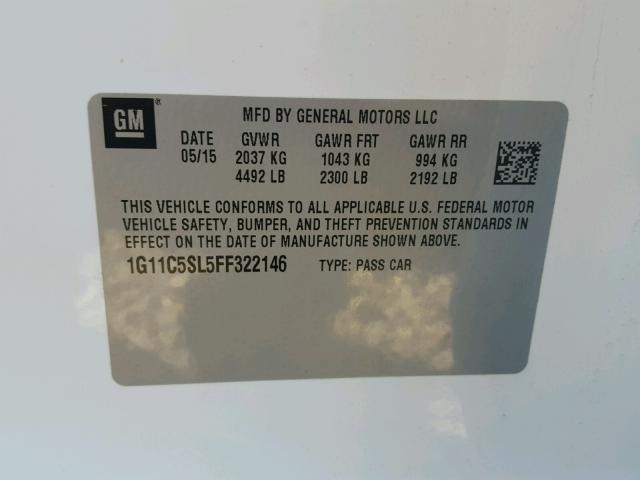 GM®
MFD BY GENERAL MOTORS LLC
DATE GVWR GAWR FRT GAWR RR
05/15 2037 KG 1043 KG 994 KG
4492 LB 2300 LB 2192 LB
THIS VEHICLE CONFORMS TO ALL APPLICABLE U.S. FEDERAL MOTOR
VEHICLE SAFETY, BUMPER, AND THEFT PREVENTION STANDARDS IN
EFFECT ON THE DATE OF MANUFACTURE SHOWN ABOVE.
1G11C5SL5FF322146 TYPE: PASS CAR